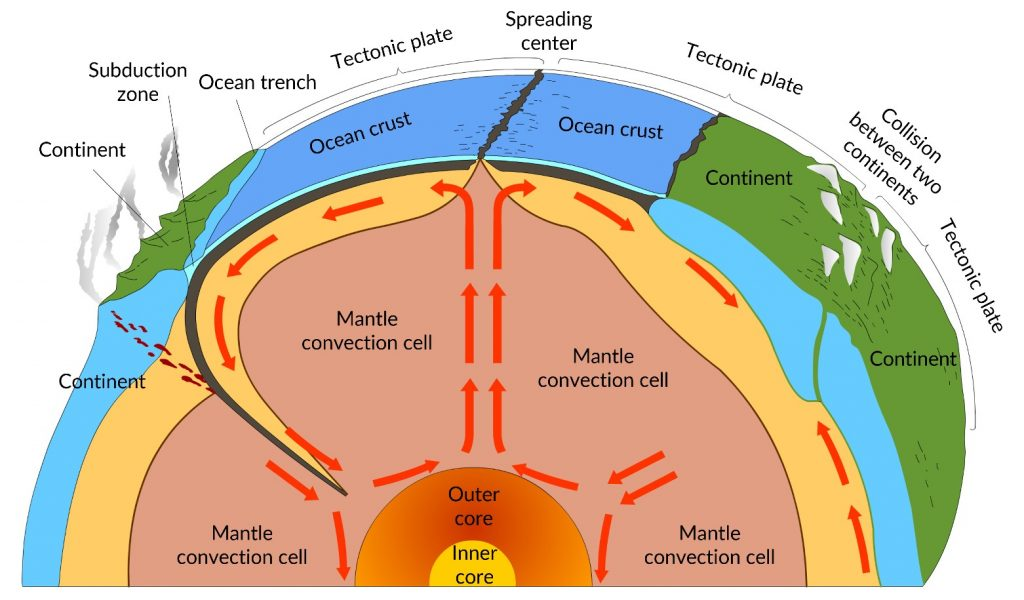 Spreading
center
Tectonic plate
Tectonic plate
Subduction
zone
Ocean trench
Collision
between two
continents
Ocean crust
Ocean crust
Continent
Continent
Tectonic plate
Mantle
convection cell
Mantle
convection cell
Continent
Continent
Outer
core
Mantle
convection cell
Mantle
convection cell
Inner
core